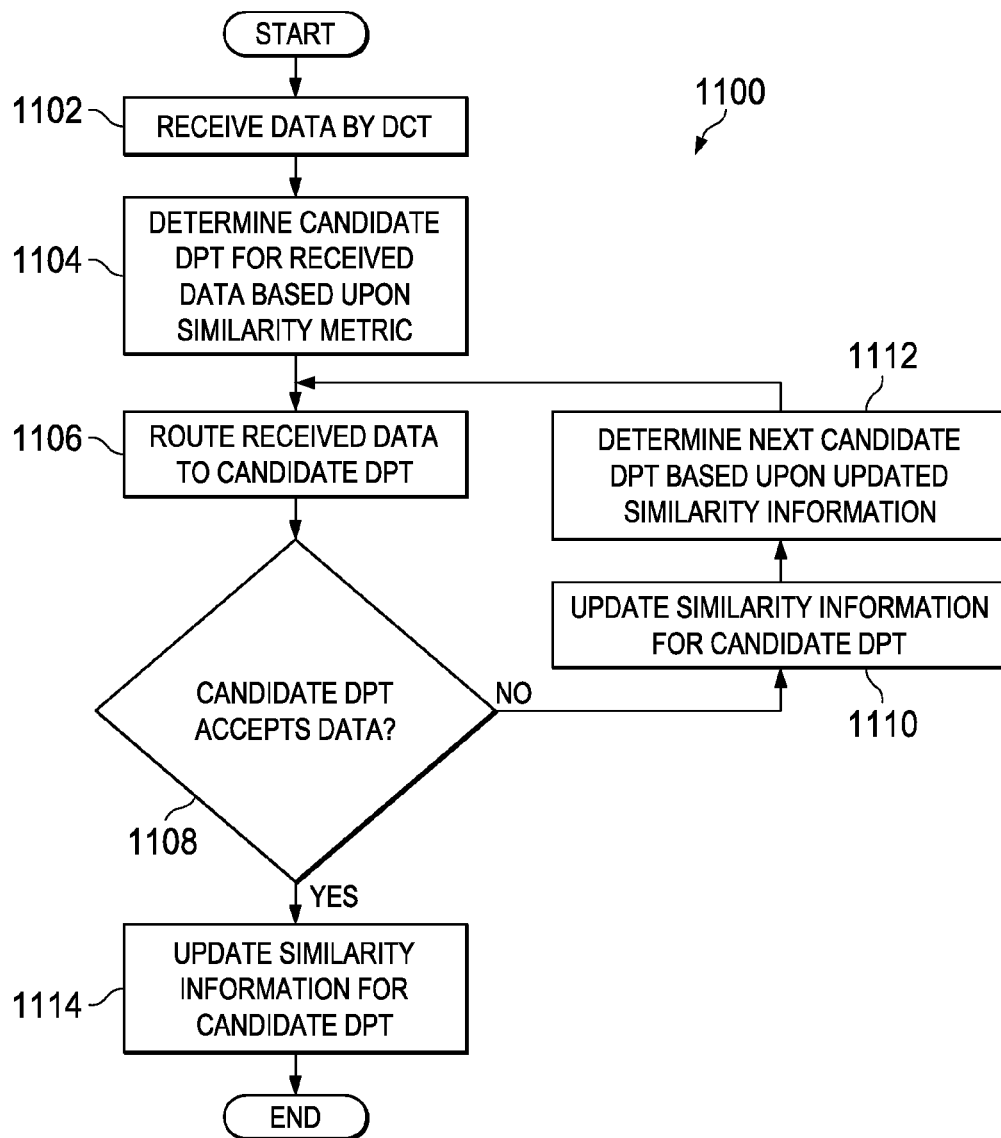 START
1102
RECEIVE DATA BY DCT
1100
1104
DETERMINE CANDIDATE
DPT FOR RECEIVED
DATA BASED UPON
SIMILARITY METRIC
1106
ROUTE RECEIVED DATA
TO CANDIDATE DPT
1112
DETERMINE NEXT CANDIDATE
DPT BASED UPON UPDATED
SIMILARITY INFORMATION
UPDATE SIMILARITY INFORMATION
FOR CANDIDATE DPT
1110
CANDIDATE DPT
ACCEPTS DATA?
NO
1108
YES
1114
UPDATE SIMILARITY
INFORMATION FOR
CANDIDATE DPT
END